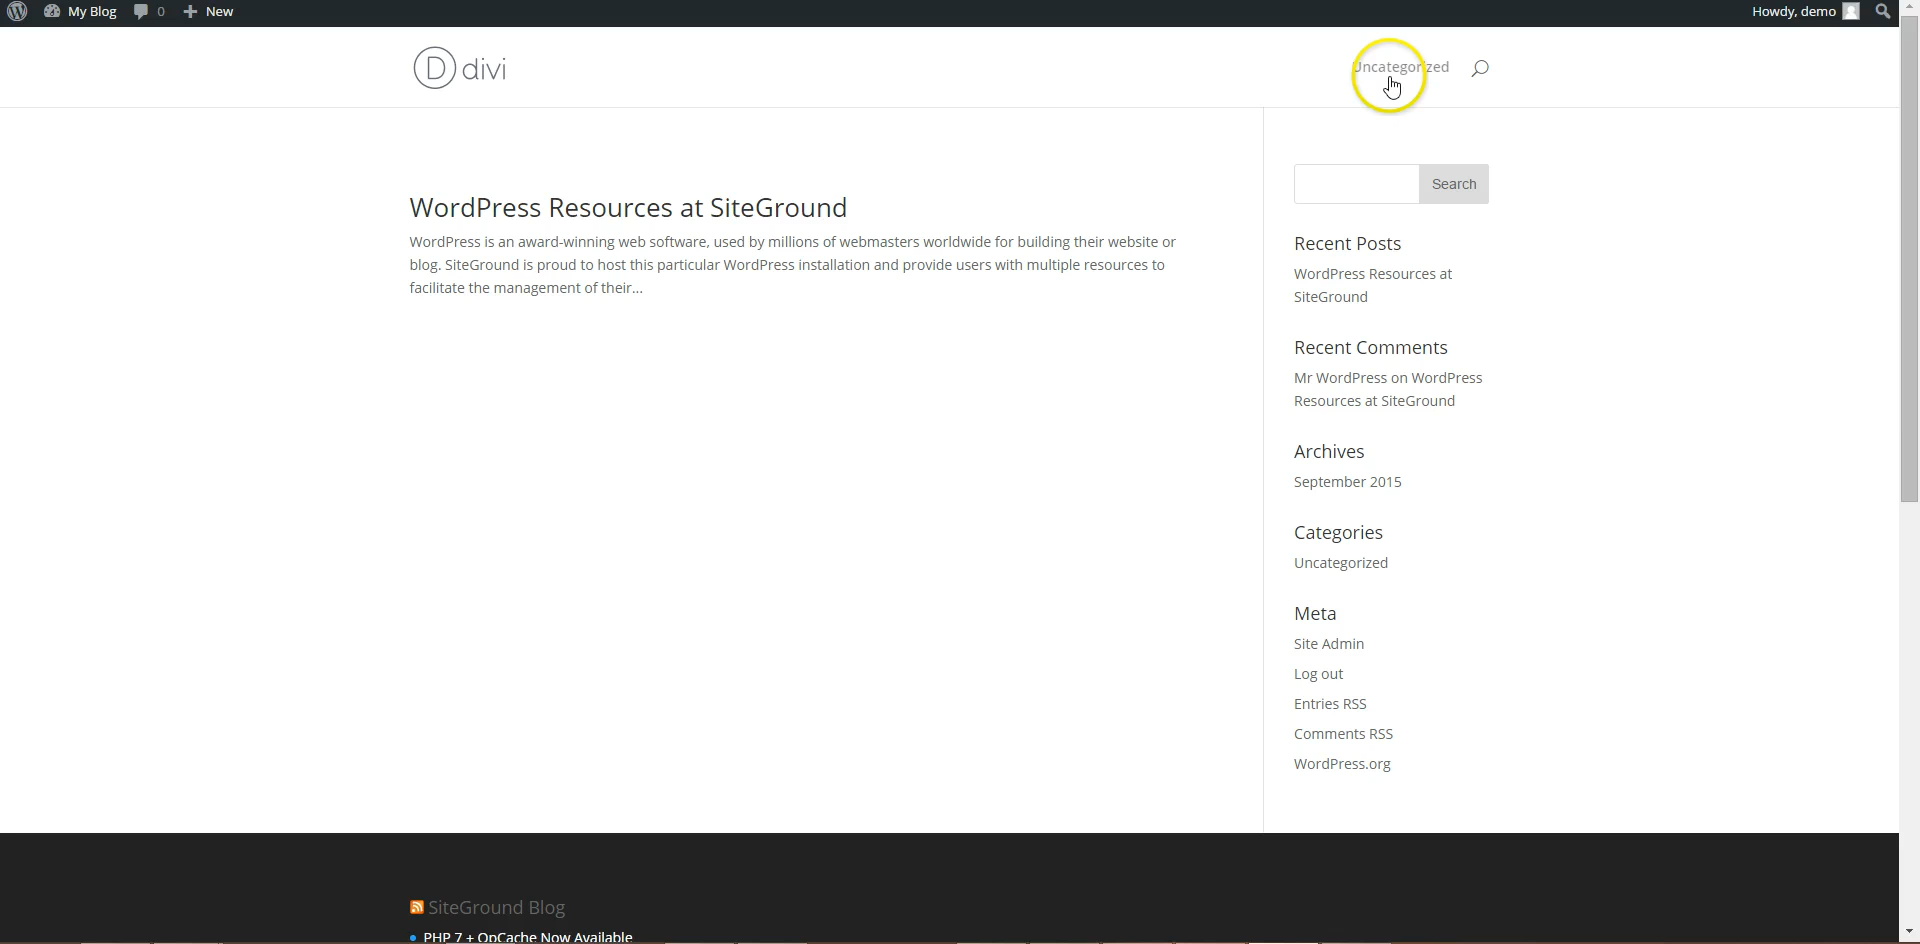 My Blog 0 New Howdy, demo
D divi
Uncategorized
WordPress Resources at SiteGround
WordPress is an award-winning web software, used by millions of webmasters worldwide for building their website or
blog. SiteGround is proud to host this particular WordPress installation and provide users with multiple resources to
facilitate the management of their...
Search
Recent Posts
WordPress Resources at
SiteGround
Recent Comments
Mr WordPress on WordPress
Resources at SiteGround
Archives
September 2015
Categories
Uncategorized
Meta
Site Admin
Log out
Entries RSS
Comments RSS
WordPress.org
SiteGround Blog
PHP 7 + OpCache Now Available